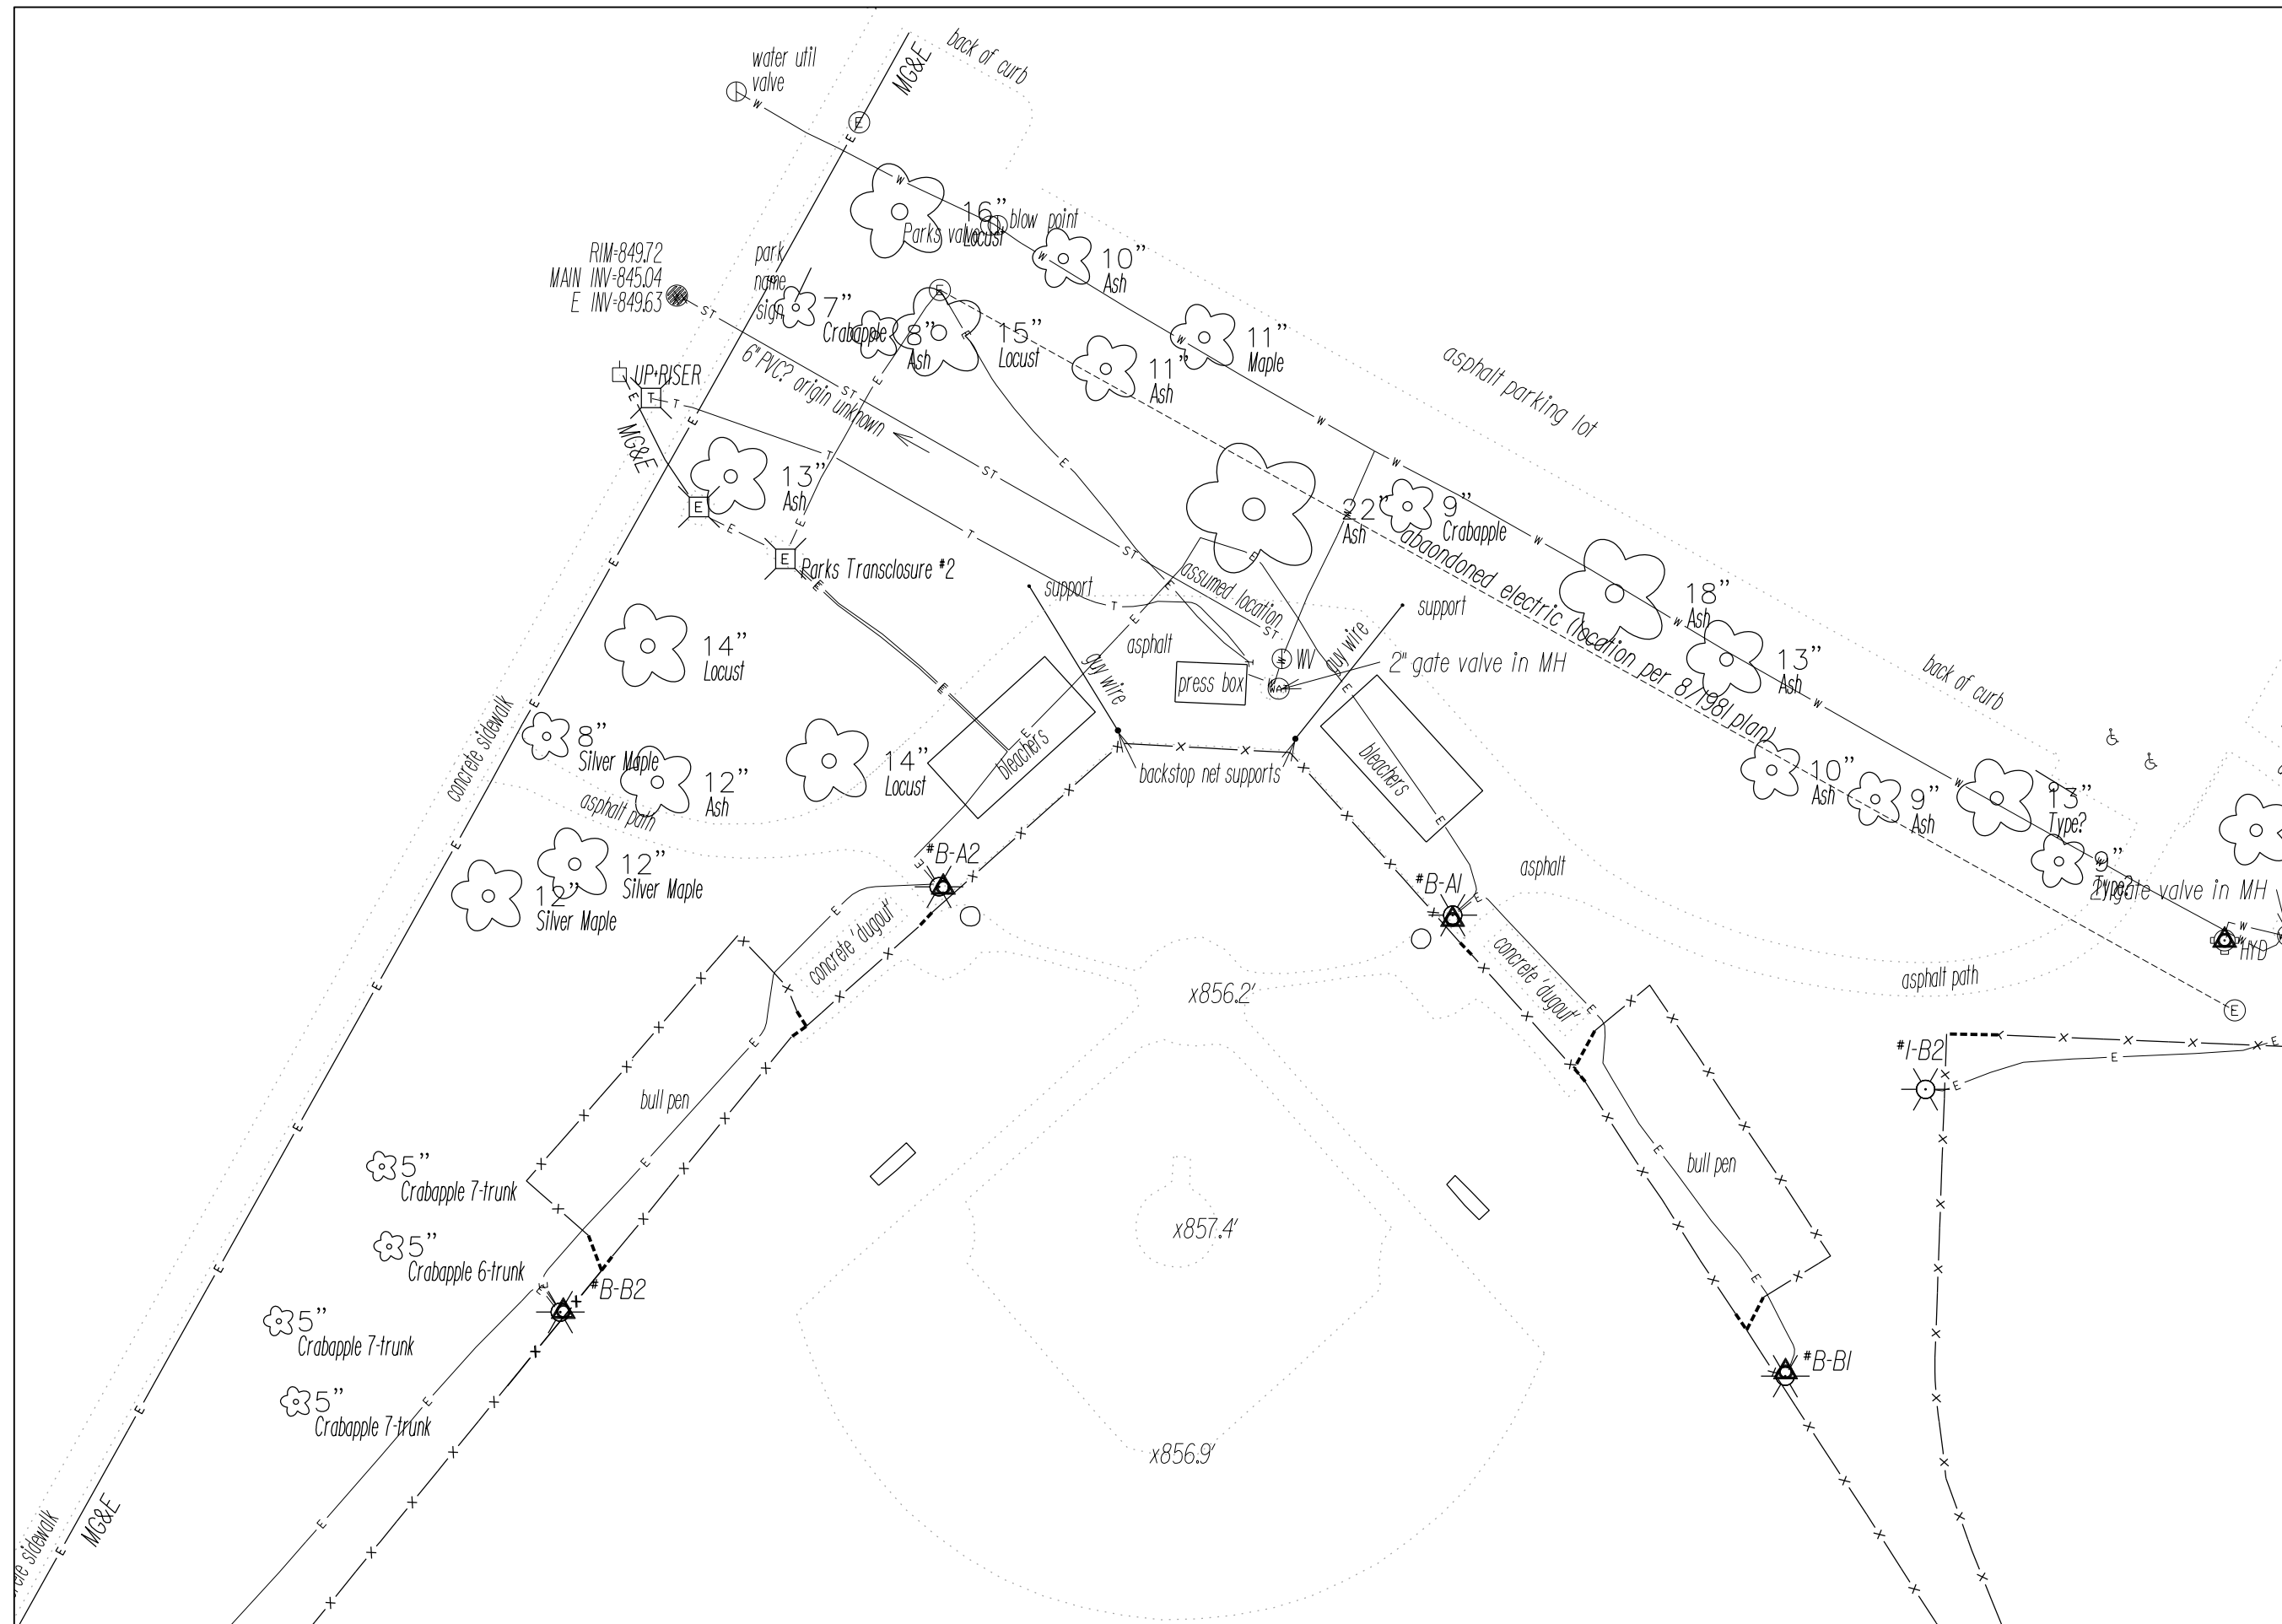 back of curb
water util
valve
MG&E
E
16"
Locust
Parks valve
blow point
RIM=849.72
MAIN INV=845.04
E INV=849.63
park
name
sign
10"
Ash
7"
Crabapple
8"
Ash
15"
Locust
11"
Maple
11"
Ash
asphalt parking lot
6" PVC? origin unknown
UP+RISER
T
MG&E
13"
Ash
E
E
Parks Transclosure #2
22"
Ash
9"
Crabapple
abaondoned electric (location per 8/1981 plan)
18"
Ash
support
assumed location
support
asphalt
guy wire
guy wire
WV
2" gate valve in MH
press box
13"
Ash
back of curb
14"
Locust
concrete sidewalk
8"
Silver Maple
12"
Ash
14"
Locust
bleachers
backstop net supports
bleachers
10"
Ash
9"
Ash
13"
Type?
9"
Type?
2" gate valve in MH
HYD
asphalt path
12"
Silver Maple
12"
Silver Maple
#B-A2
#B-A1
asphalt
concrete 'dugout"
concrete 'dugout"
asphalt path
x856.2'
E
#1-B2
bull pen
bull pen
5"
Crabapple 7-trunk
x857.4'
5"
Crabapple 6-trunk
#B-B2
5"
Crabapple 7-trunk
#B-B1
5"
Crabapple 7-trunk
x856.9'
MG&E
crete sidewalk